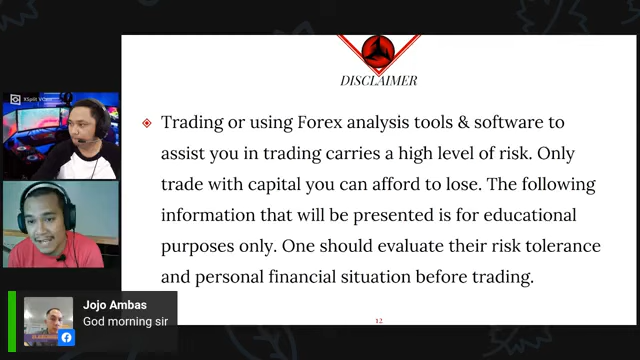 DISCLAIMER
Trading or using Forex analysis tools & software to
assist you in trading carries a high level of risk. Only
trade with capital you can afford to lose. The following
information that will be presented is for educational
purposes only. One should evaluate their risk tolerance
and personal financial situation before trading.
12
XSplit VCam
Jojo Ambas
God morning sir